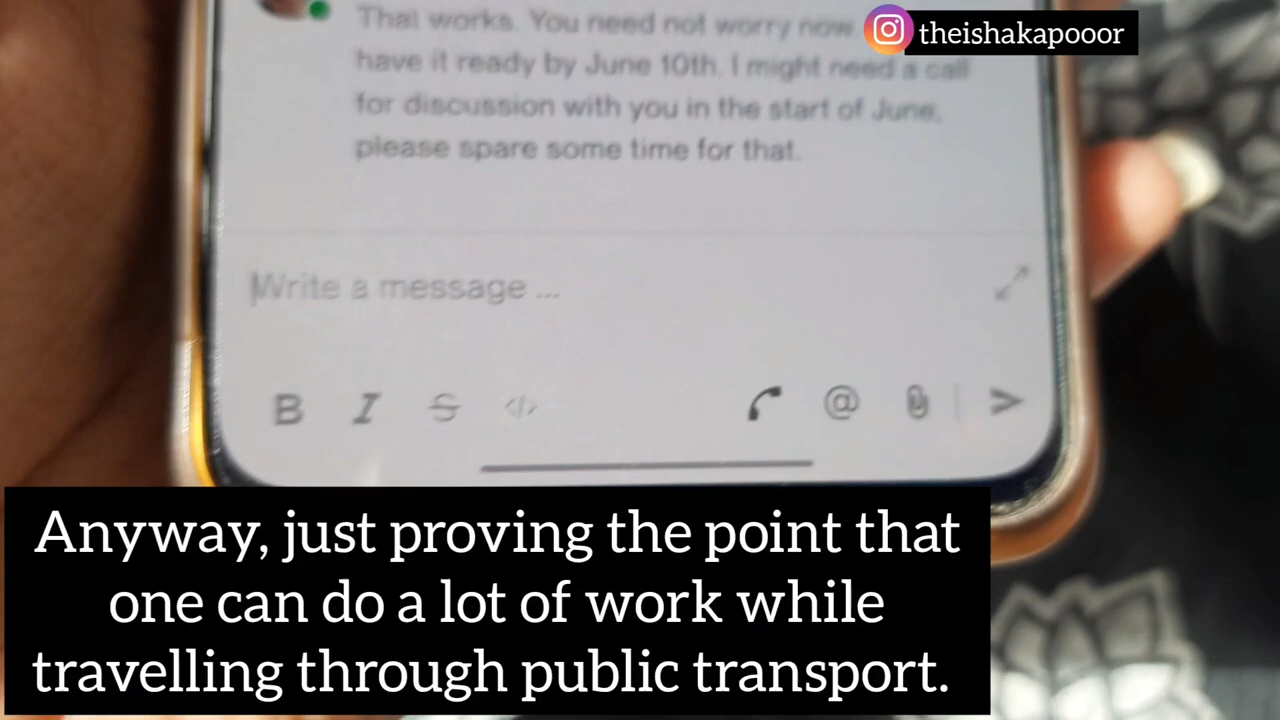 theishakapooor
That works. You need not worry now.
have it ready by June 10th. I might need a call
for discussion with you in the start of June,
please spare some time for that.
Write a message ...
B I S </> @
Anyway, just proving the point that
one can do a lot of work while
travelling through public transport.